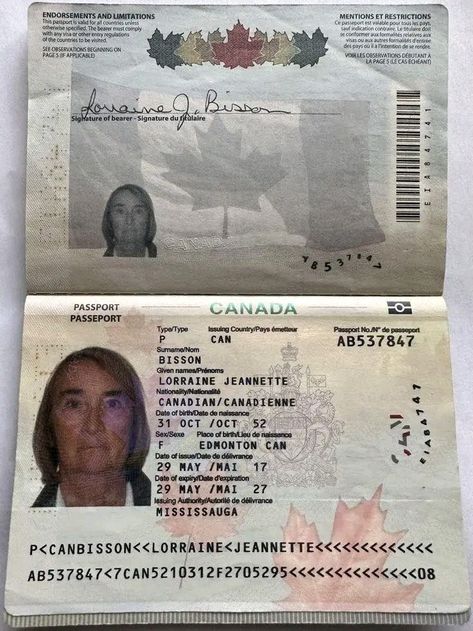 ENDORSEMENTS AND LIMITATIONS
This passport is valid for all countries unless
otherwise specified. The bearer must comply
with any visa or other entry regulations
of the countries to be visited.
SEE OBSERVATIONS BEGINNING ON
PAGE 5 (IF APPLICABLE)
MENTIONS ET RESTRICTIONS
Ce passeport est valide pour tous les pays,
sauf indication contraire. Le titulaire doit
se conformer aux formalités relatives aux
visas ou aux autres formalités d'entrée
des pays où il a l'intention de se rendre.
VOIR LES OBSERVATIONS DÉBUTANT À
LA PAGE 5 (LE CAS ÉCHÉANT)
Lorraine J. Bisson
Signature of bearer - Signature du titulaire
CANADA
PASSPORT
PASSEPORT
CANADA
Type/Type Issuing Country/Pays émetteur Passport No./N° de passeport
P CAN AB537847
Surname/Nom
BISSON
Given names/Prénoms
LORRAINE JEANNETTE
Nationality/Nationalité
CANADIAN/CANADIENNE
Date of birth/Date de naissance
31 OCT /OCT 52
Sex/Sexe Place of birth/Lieu de naissance
F EDMONTON CAN
Date of issue/Date de délivrance
29 MAY /MAI 17
Date of expiry/Date d'expiration
29 MAY /MAI 27
Issuing Authority/Autorité de délivrance
MISSISSAUGA
P<CANBISSON<<LORRAINE<JEANNETTE<<<<<<<<<<<<<
AB537847<7CAN5210312F2705295<<<<<<<<<<<<<<08